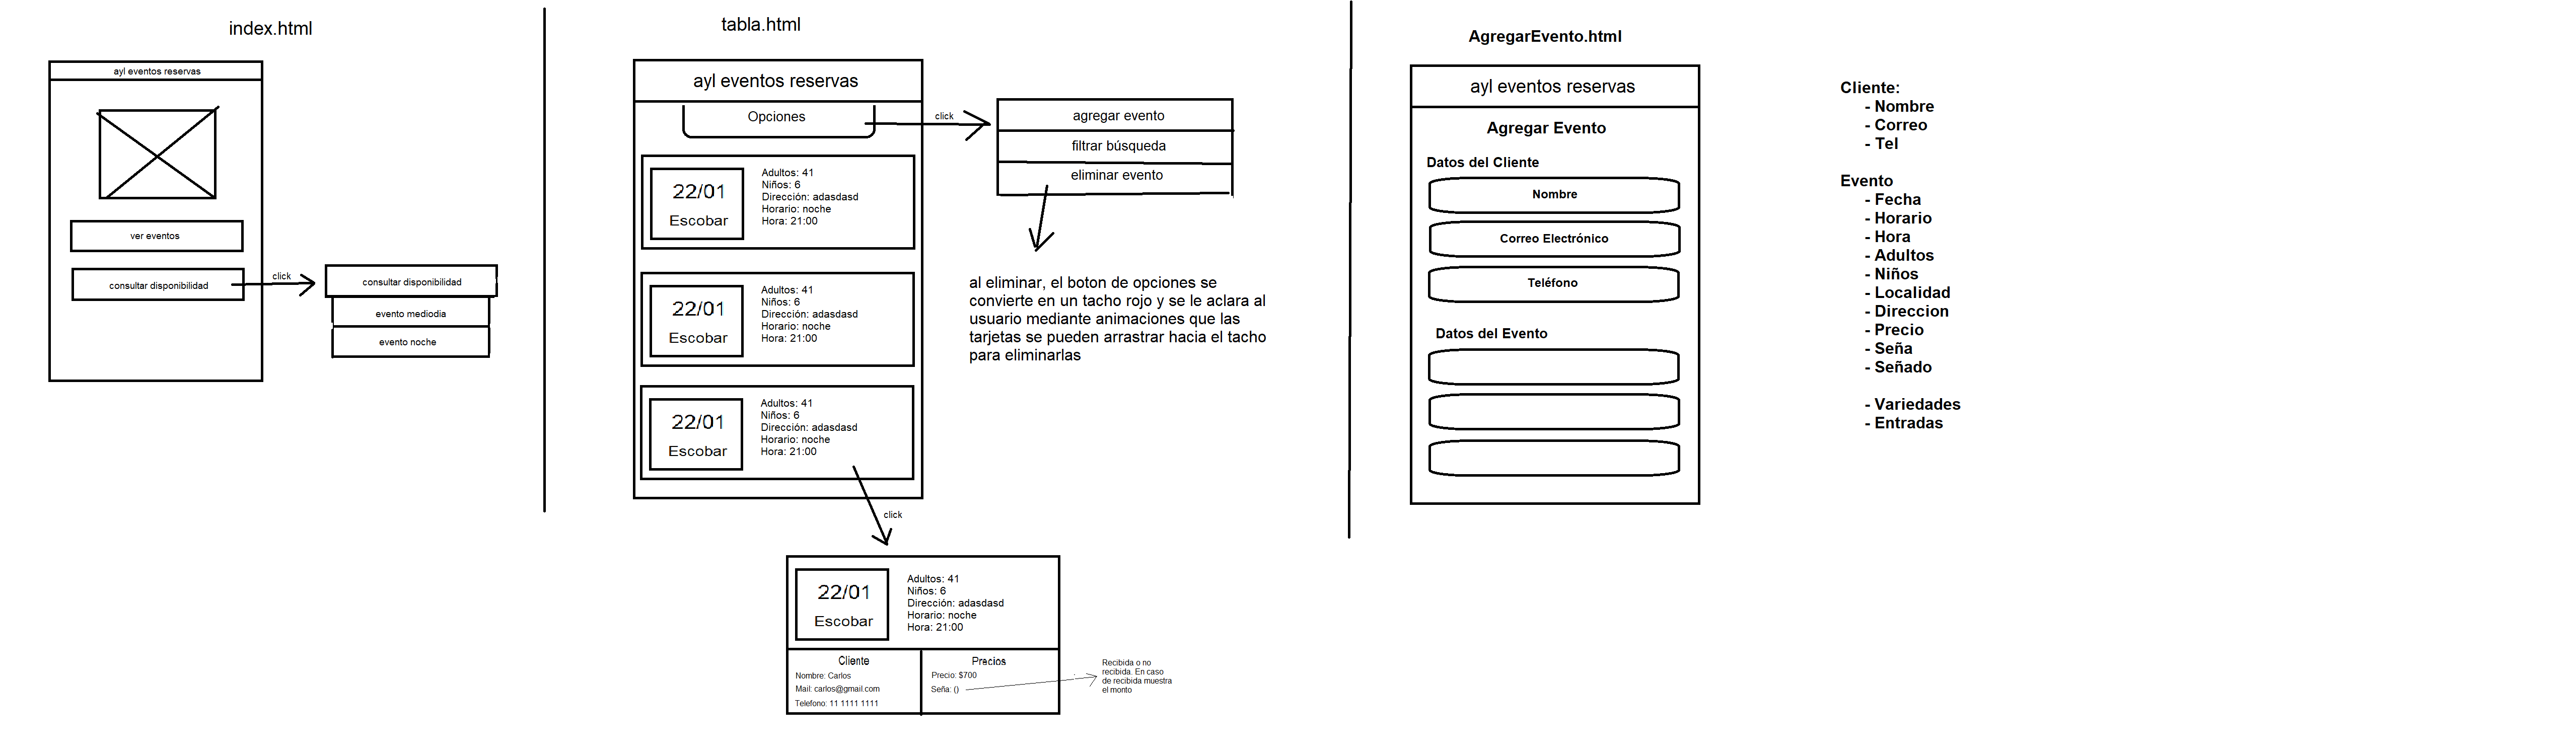 index.html
ayl eventos reservas
ver eventos
consultar disponibilidad
click
consultar disponibilidad
evento mediodia
evento noche
tabla.html
ayl eventos reservas
Opciones
click
agregar evento
filtrar búsqueda
eliminar evento
22/01
Escobar
Adultos: 41
Niños: 6
Dirección: adasdasd
Horario: noche
Hora: 21:00
22/01
Escobar
Adultos: 41
Niños: 6
Dirección: adasdasd
Horario: noche
Hora: 21:00
22/01
Escobar
Adultos: 41
Niños: 6
Dirección: adasdasd
Horario: noche
Hora: 21:00
al eliminar, el boton de opciones se
convierte en un tacho rojo y se le aclara al
usuario mediante animaciones que las
tarjetas se pueden arrastrar hacia el tacho
para eliminarlas
click
22/01
Escobar
Adultos: 41
Niños: 6
Dirección: adasdasd
Horario: noche
Hora: 21:00
Cliente
Nombre: Carlos
Mail: carlos@gmail.com
Telefono: 11 1111 1111
Precios
Precio: $700
Seña: ()
Recibida o no
recibida. En caso
de recibida muestra
el monto
AgregarEvento.html
ayl eventos reservas
Agregar Evento
Datos del Cliente
Nombre
Correo Electrónico
Teléfono
Datos del Evento
Cliente:
- Nombre
- Correo
- Tel
Evento
- Fecha
- Horario
- Hora
- Adultos
- Niños
- Localidad
- Direccion
- Precio
- Seña
- Señado
- Variedades
- Entradas